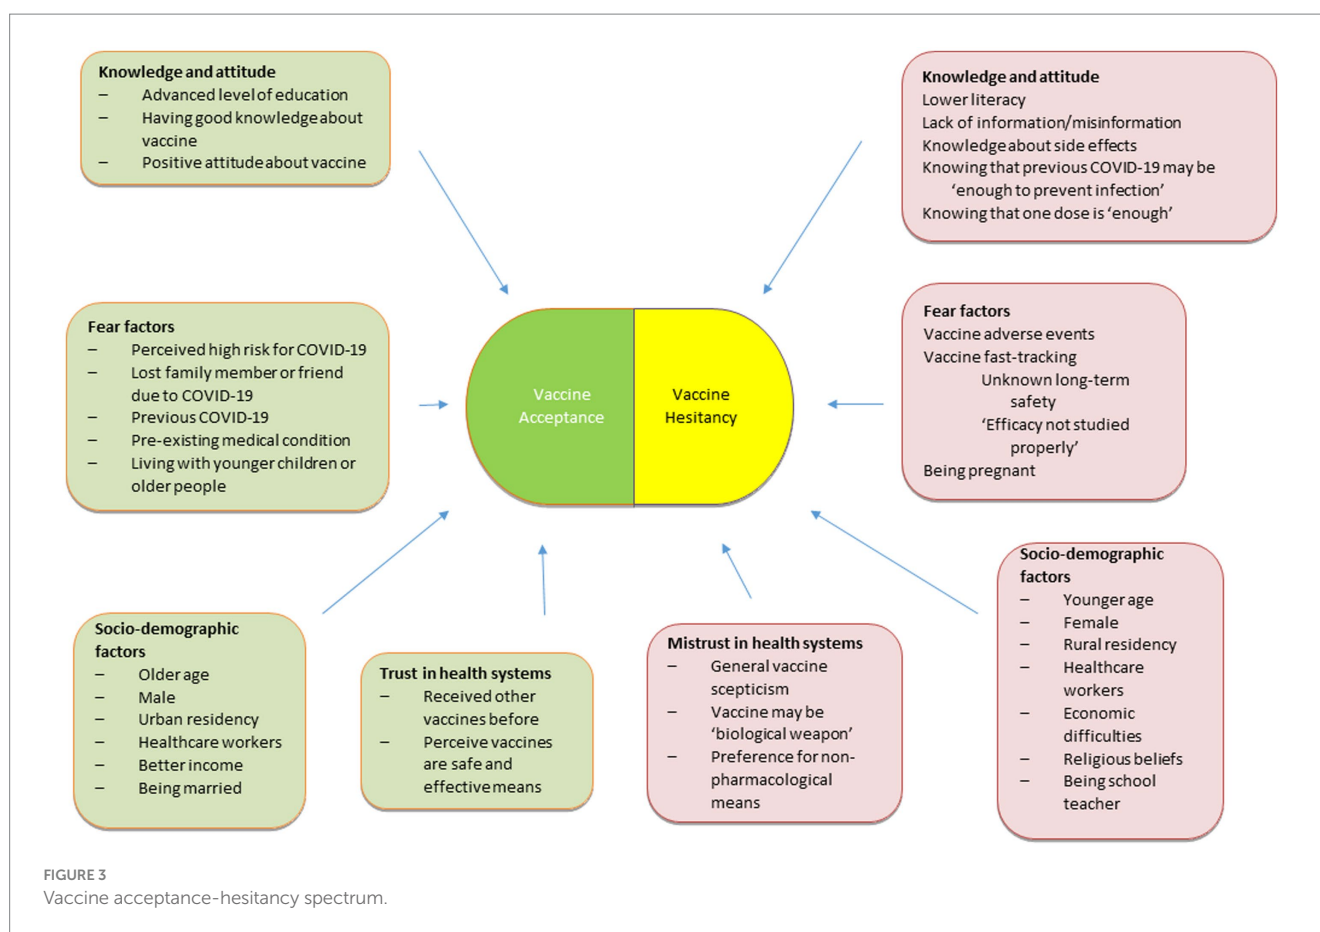 Knowledge and attitude
– Advanced level of education
– Having good knowledge about
vaccine
– Positive attitude about vaccine
Knowledge and attitude
Lower literacy
Lack of information/misinformation
Knowledge about side effects
Knowing that previous COVID-19 may be
'enough to prevent infection'
Knowing that one dose is 'enough'
Fear factors
– Perceived high risk for COVID-19
– Lost family member or friend
due to COVID-19
– Previous COVID-19
– Pre-existing medical condition
– Living with younger children or
older people
Vaccine
Acceptance
Vaccine
Hesitancy
Fear factors
Vaccine adverse events
Vaccine fast-tracking
Unknown long-term
safety
'Efficacy not studied
properly'
Being pregnant
Socio-demographic
factors
– Older age
– Male
– Urban residency
– Healthcare workers
– Better income
– Being married
Trust in health systems
– Received other
vaccines before
– Perceive vaccines
are safe and
effective means
Mistrust in health systems
– General vaccine
scepticism
– Vaccine may be
'biological weapon'
– Preference for non-
pharmacological
means
Socio-demographic
factors
– Younger age
– Female
– Rural residency
– Healthcare
workers
– Economic
difficulties
– Religious beliefs
– Being school
teacher
FIGURE 3
Vaccine acceptance-hesitancy spectrum.